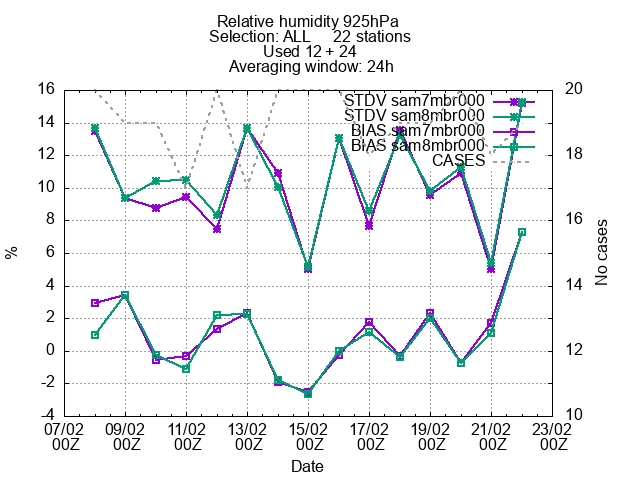 Relative humidity 925hPa
Selection: ALL 22 stations
Used 12 + 24
Averaging window: 24h
STDV sam7mbr000
STDV sam8mbr000
BIAS sam7mbr000
BIAS sam8mbr000
CASES
%
16
14
12
10
8
6
4
2
0
-2
-4
No cases
20
18
16
14
12
10
07/02 09/02 11/02 13/02 15/02 17/02 19/02 21/02 23/02
00Z 00Z 00Z 00Z 00Z 00Z 00Z 00Z 00Z
Date